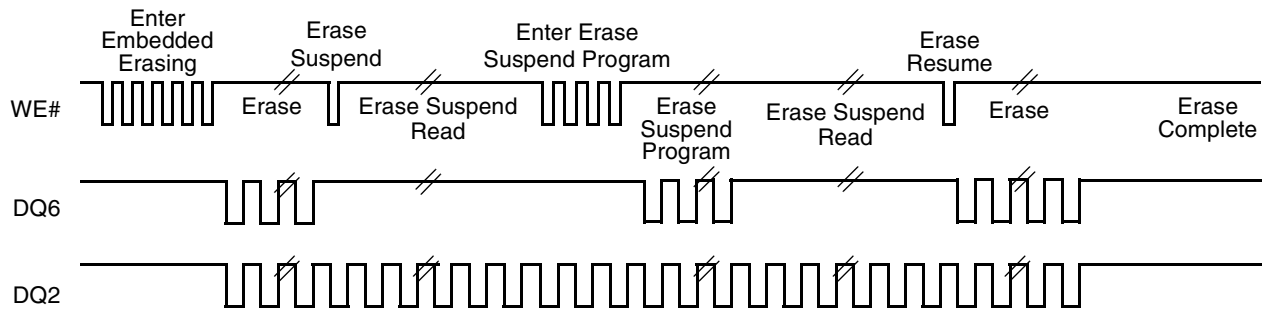 Enter
Embedded
Erasing
Erase
Suspend
Enter Erase
Suspend Program
Erase
Resume
WE#
Erase
Erase Suspend
Read
Erase
Suspend
Program
Erase Suspend
Read
Erase
Erase
Complete
DQ6
DQ2